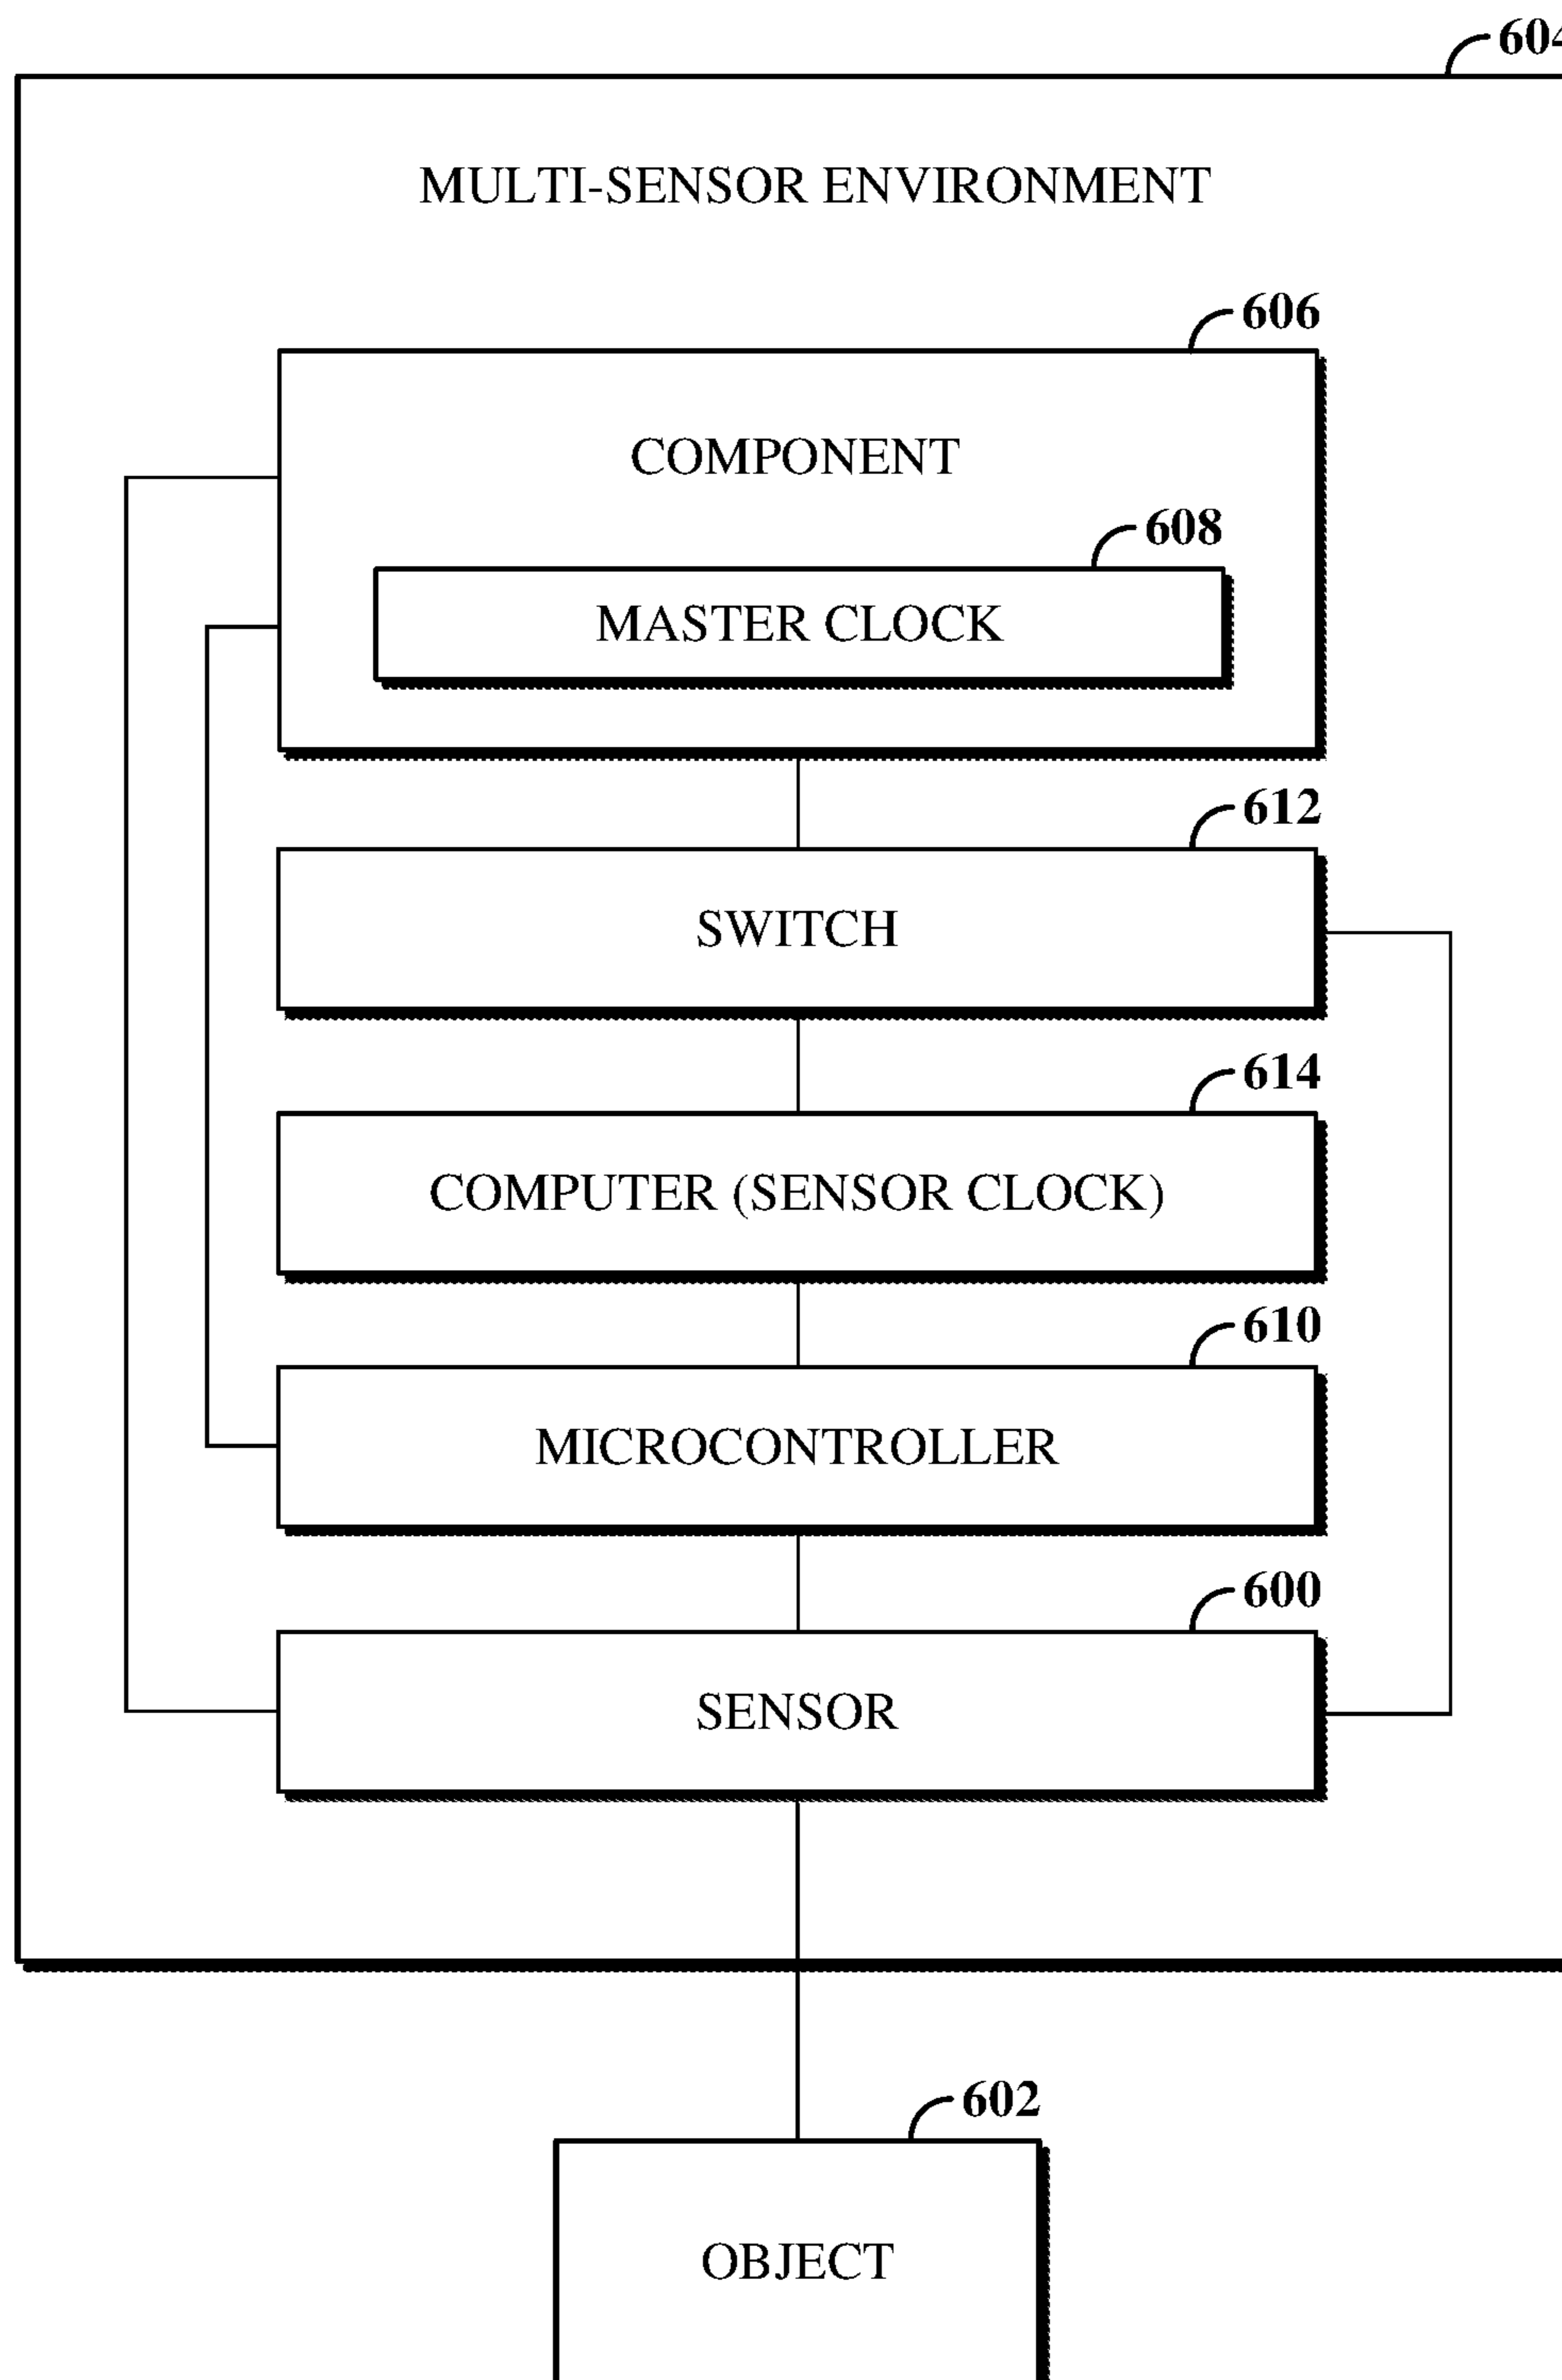 604
MULTI-SENSOR ENVIRONMENT
606
COMPONENT
608
MASTER CLOCK
612
SWITCH
614
COMPUTER (SENSOR CLOCK)
610
MICROCONTROLLER
600
SENSOR
602
OBJECT